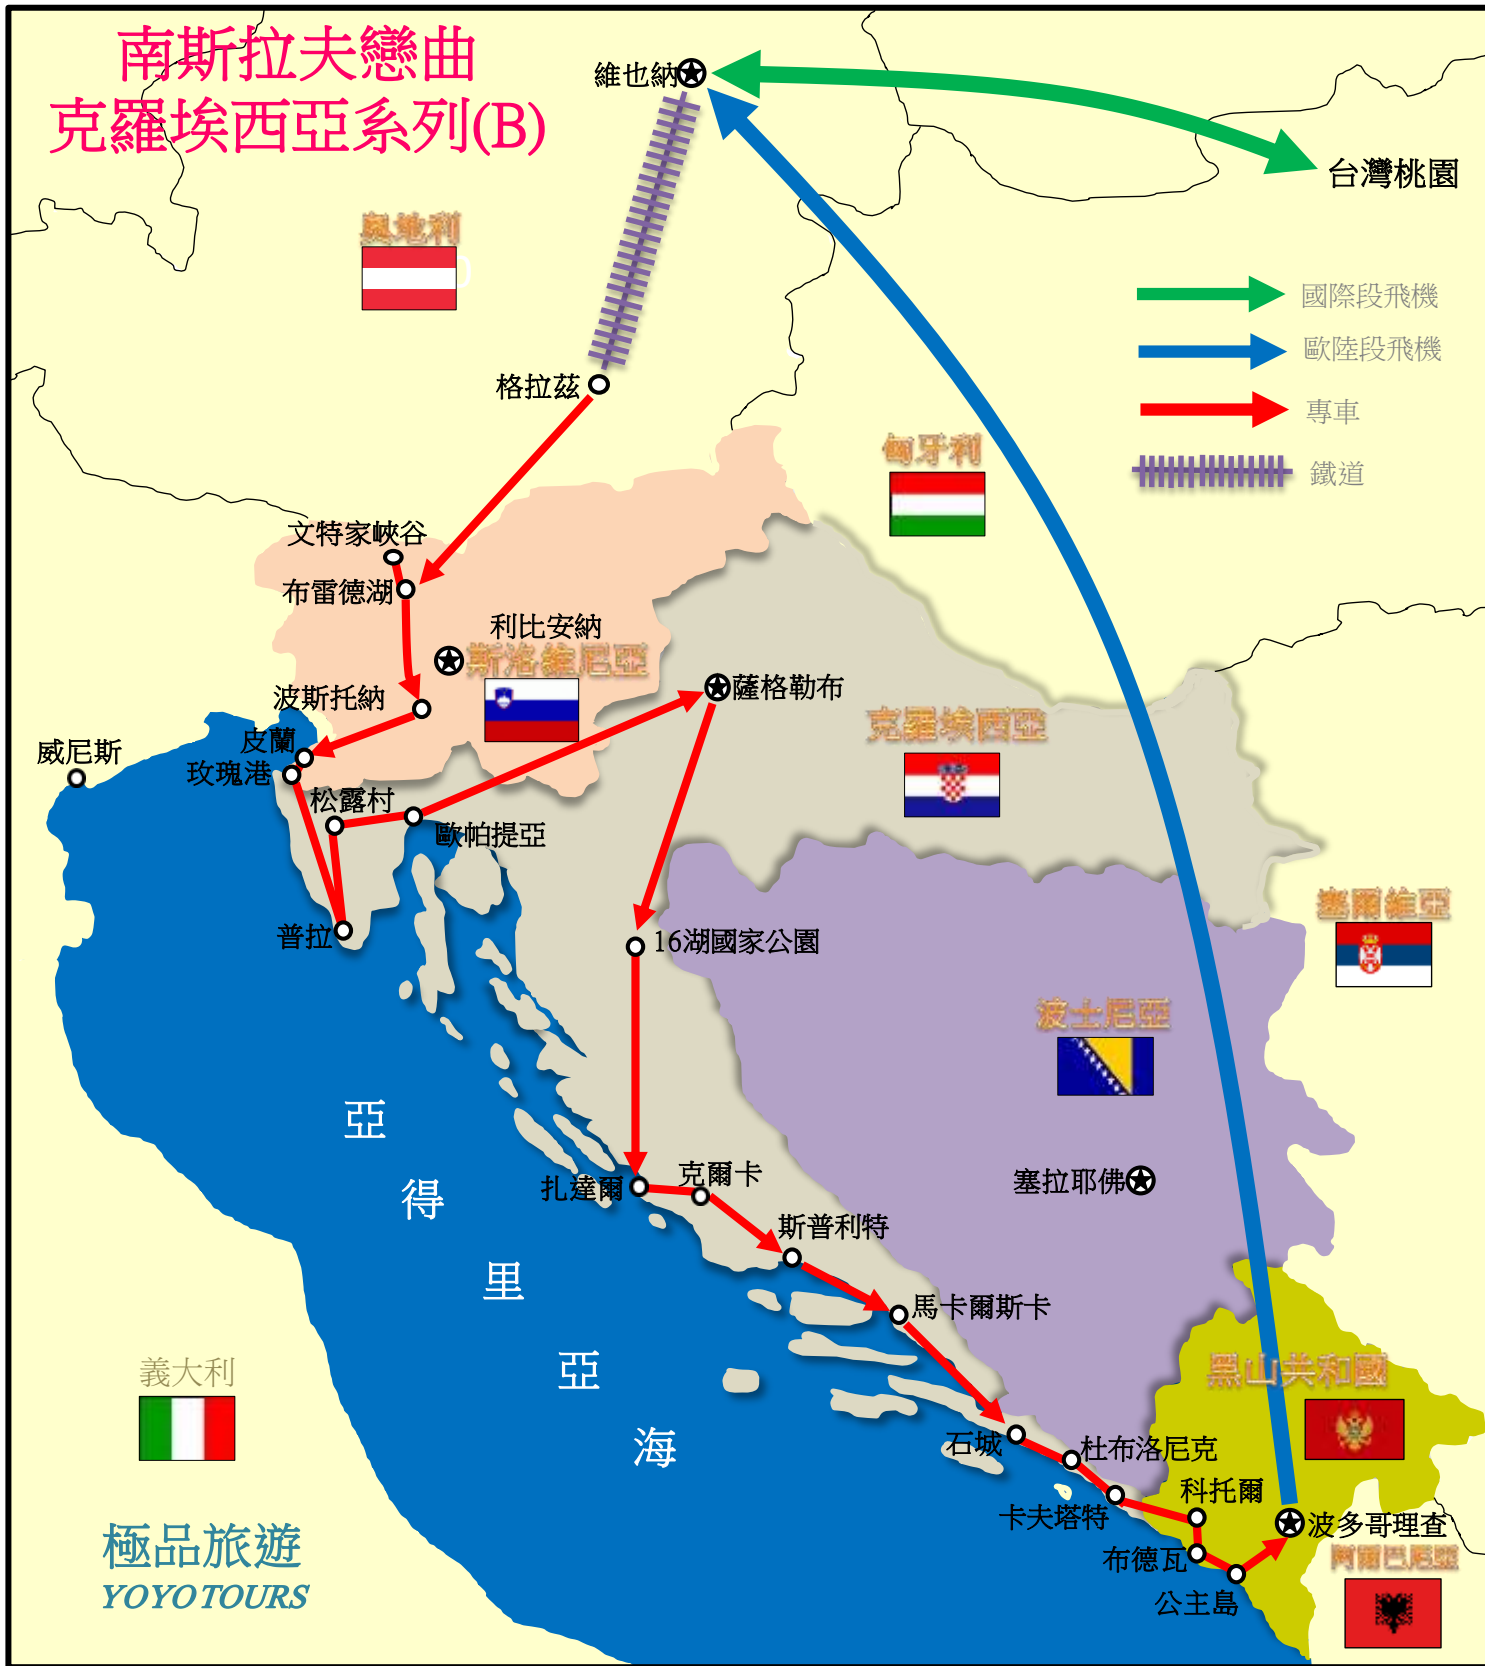 南斯拉夫戀曲
克羅埃西亞系列(B)
維也納
台灣桃園
奧地利
國際段飛機
歐陸段飛機
專車
鐵道
格拉茲
匈牙利
文特家峽谷
布雷德湖
利比安納
斯洛維尼亞
波斯托納
薩格勒布
克羅埃西亞
威尼斯
皮蘭
玫瑰港
松露村
歐帕提亞
普拉
16湖國家公園
塞爾維亞
波士尼亞
亞得里亞海
扎達爾
克爾卡
塞拉耶佛
斯普利特
馬卡爾斯卡
義大利
黑山共和國
石城
杜布洛尼克
卡夫塔特
科托爾
波多哥理查
布德瓦
阿爾巴尼亞
公主島
極品旅遊
YOYO TOURS